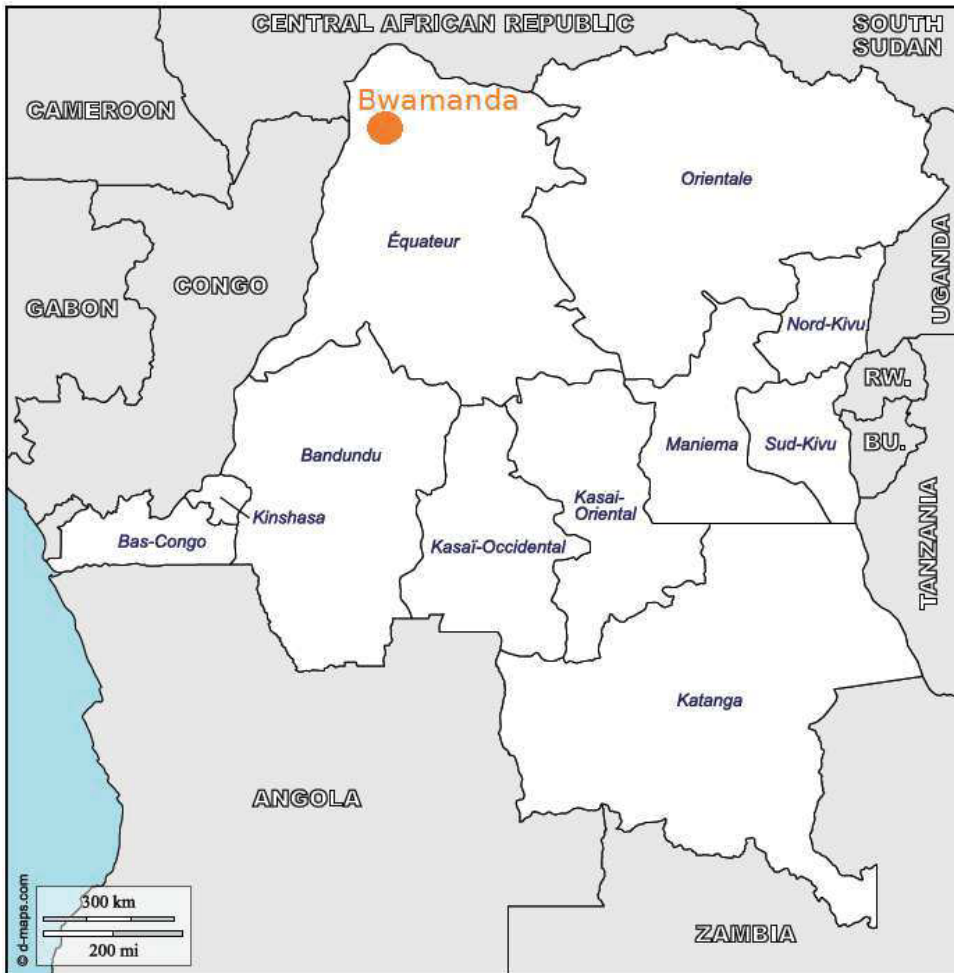 CENTRAL AFRICAN REPUBLIC
SOUTH
SUDAN
CAMEROON
Bwamanda
Orientale
Équateur
CONGO
GABON
UGANDA
Nord-Kivu
RW.
BU.
Bandundu
Maniema
Sud-Kivu
Kasai-
Oriental
Kinshasa
Bas-Congo
Kasaï-Occidental
TANZANIA
Katanga
ANGOLA
ZAMBIA
© d-maps.com
300 km
200 mi